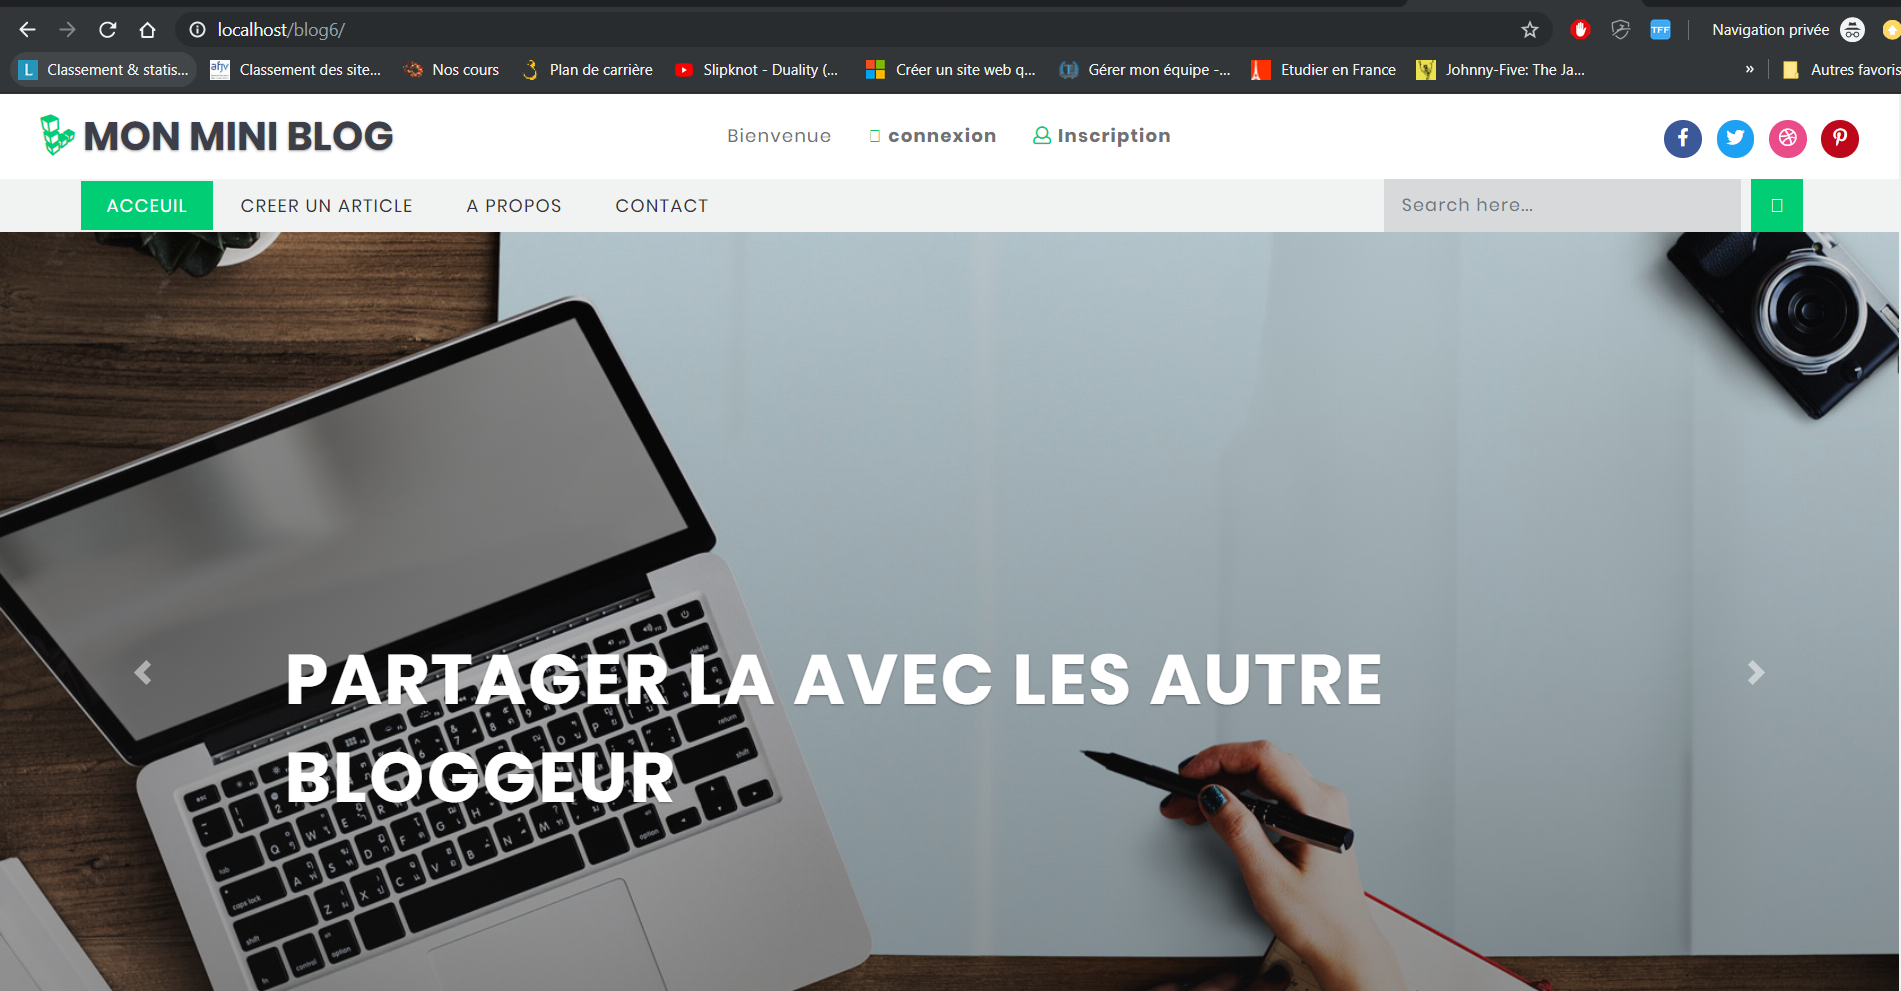 localhost/blog6/
Navigation privée
Classement & statis...
Classement des site...
Nos cours
Plan de carrière
Slipknot - Duality (...
Créer un site web q...
Gérer mon équipe -...
Etudier en France
Johnny-Five: The Ja...
»
Autres favoris
MON MINI BLOG
Bienvenue
connexion
Inscription
ACCEUIL
CREER UN ARTICLE
A PROPOS
CONTACT
Search here...
PARTAGER LA AVEC LES AUTRE
BLOGGEUR